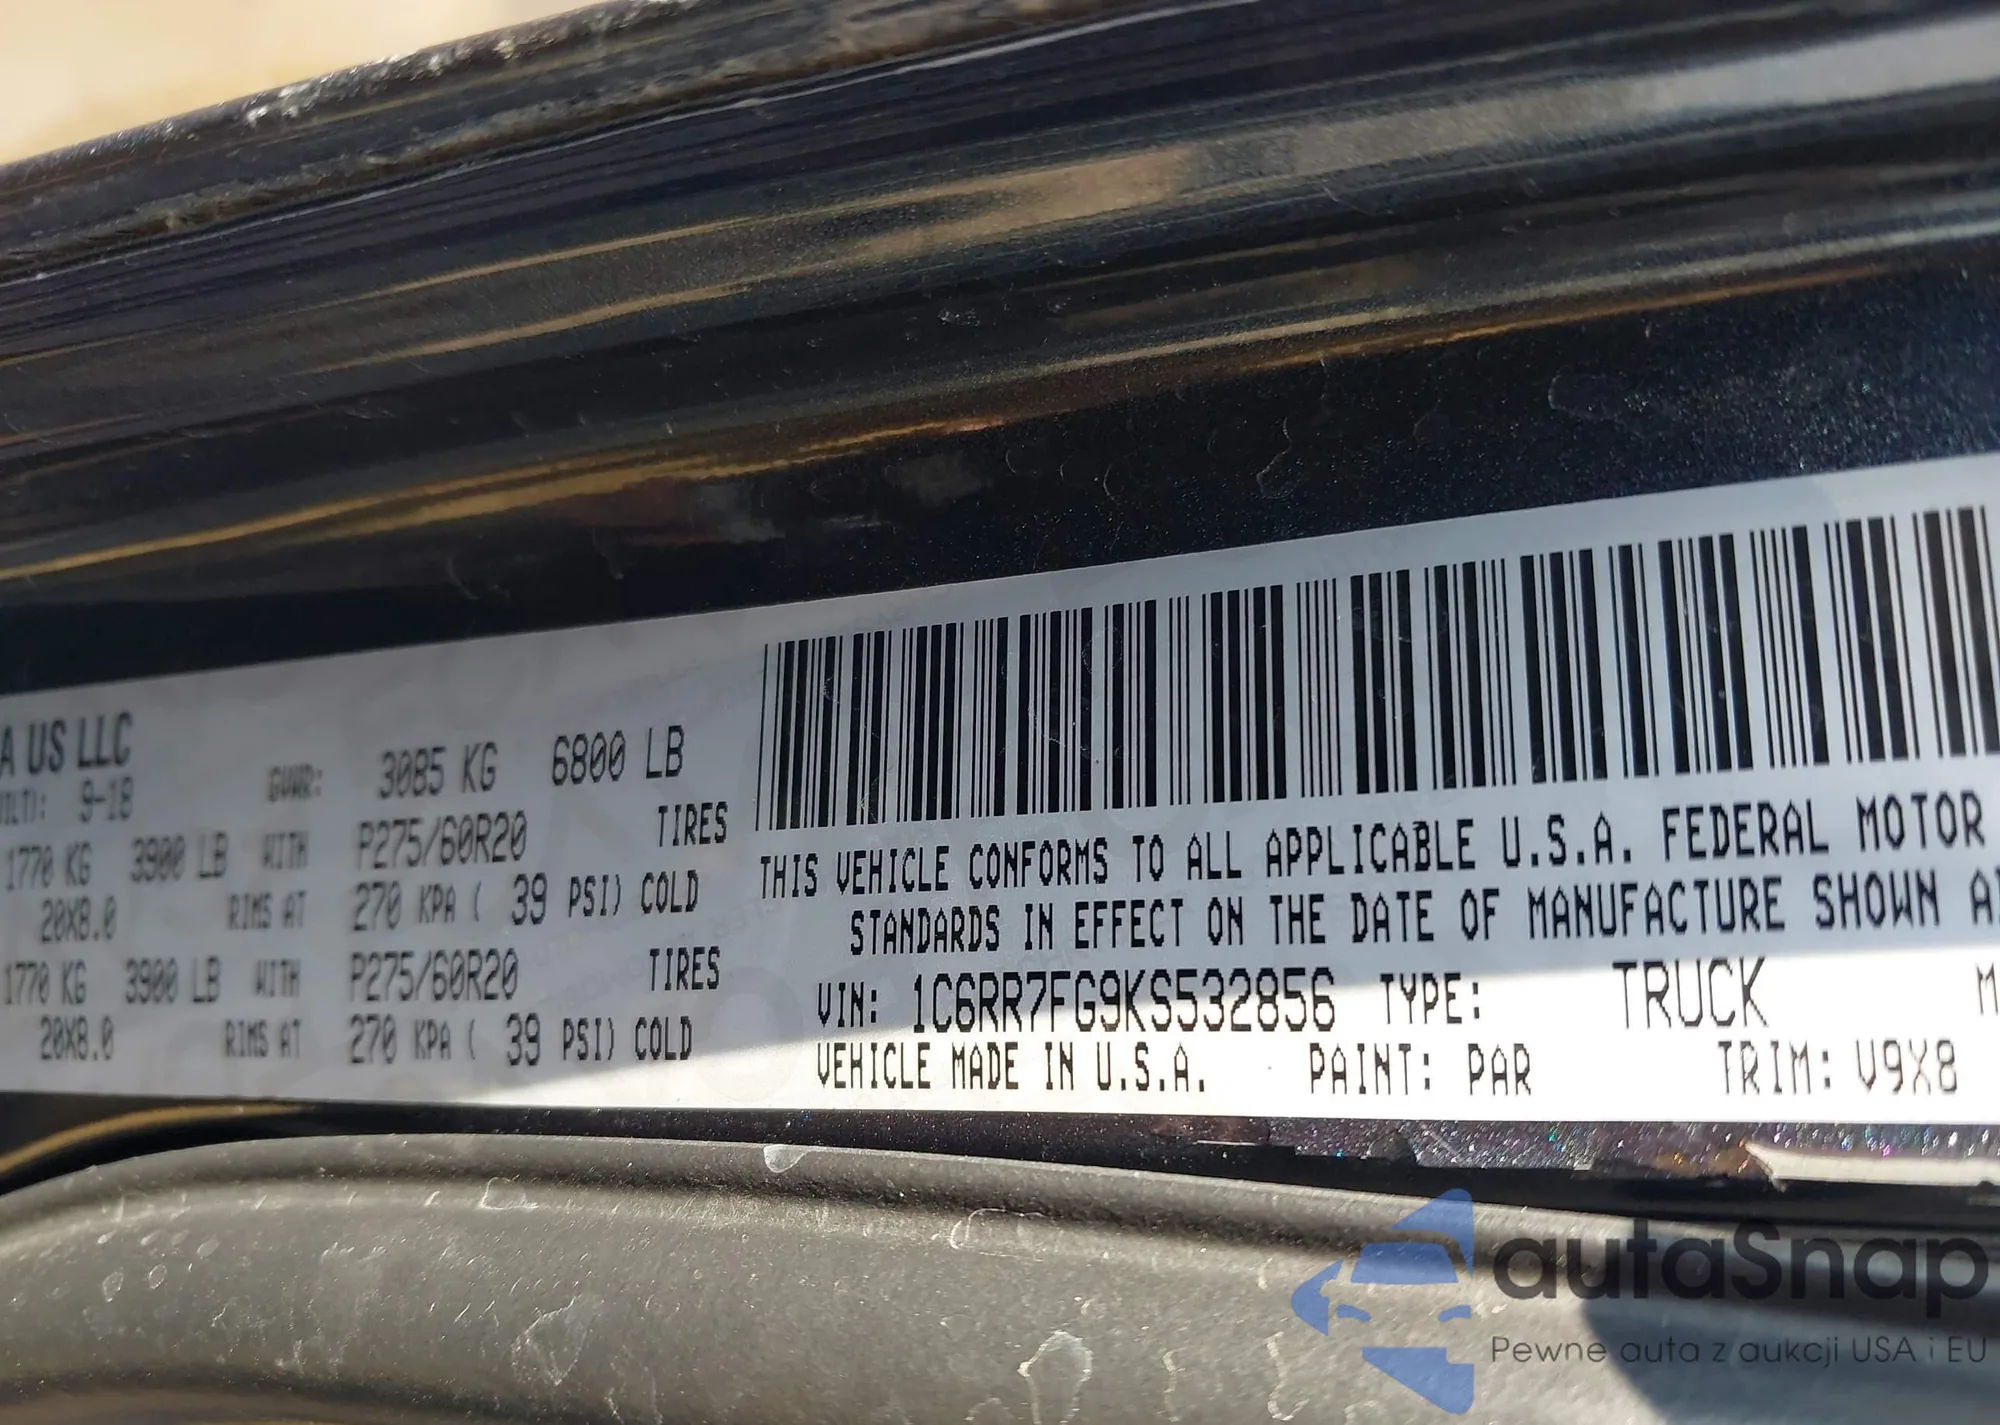 A US LLC
9-18 GVWR: 3085 KG 6800 LB
1770 KG 3900 LB WITH P275/60R20 TIRES
20X8.0 RIMS AT 270 KPA ( 39 PSI) COLD
1770 KG 3900 LB WITH P275/60R20 TIRES
20X8.0 RIMS AT 270 KPA ( 39 PSI) COLD
THIS VEHICLE CONFORMS TO ALL APPLICABLE U.S.A. FEDERAL MOTOR
STANDARDS IN EFFECT ON THE DATE OF MANUFACTURE SHOWN
VIN: 1C6RR7FG9KS532856 TYPE: TRUCK M
VEHICLE MADE IN U.S.A. PAINT: PAR TRIM: V9X8
autaSnap
Pewne auta z aukcji USA i EU